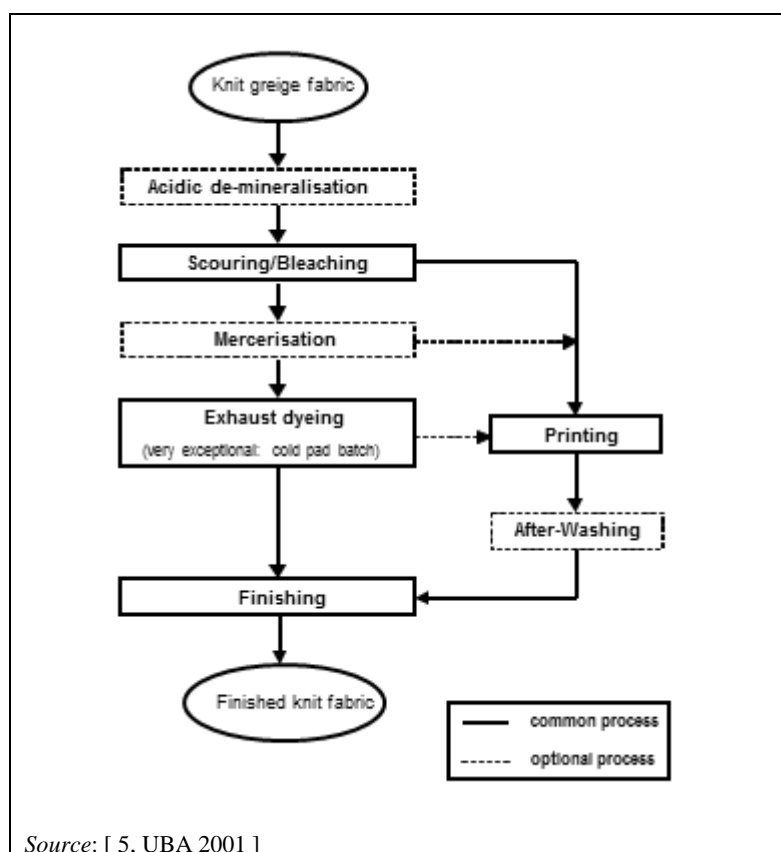 Knit greige fabric
Acidic de-mineralisation
Scouring/Bleaching
Mercerisation
Exhaust dyeing
(very exceptional: cold pad batch)
Printing
After-Washing
Finishing
Finished knit fabric
common process
optional process
Source: [ 5, UBA 2001 ]